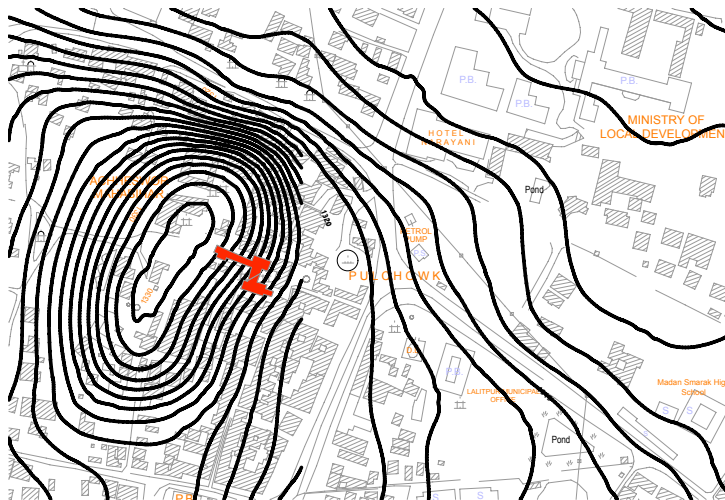 P.B.
P.B.
P.B.
MINISTRY OF
LOCAL DEVELOPMEN
HOTEL
NARAYANI
Pond
1320
PETROL
PUMP
PULCHOWK
1330
P.B.
LALITPUR MUNICIPAL
OFFICE
Madan Smarak Hig
School
S S
Pond
P.B.
S S